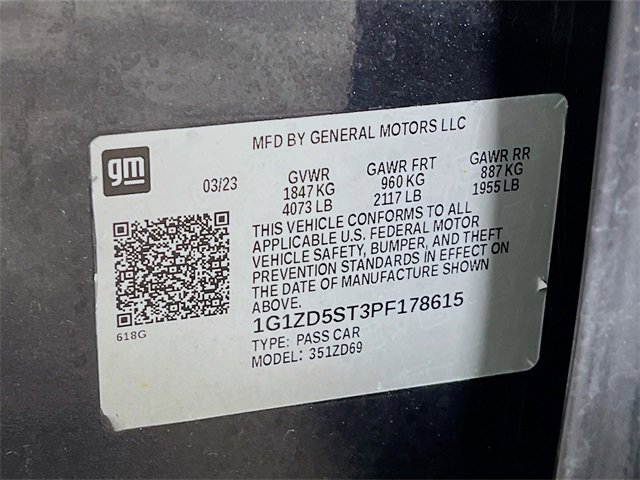 MFD BY GENERAL MOTORS LLC
gm
03/23
GVWR
1847 KG
4073 LB
GAWR FRT
960 KG
2117 LB
GAWR RR
887 KG
1955 LB
THIS VEHICLE CONFORMS TO ALL
APPLICABLE U.S. FEDERAL MOTOR
VEHICLE SAFETY, BUMPER, AND THEFT
PREVENTION STANDARDS IN EFFECT ON
THE DATE OF MANUFACTURE SHOWN
ABOVE.
1G1ZD5ST3PF178615
TYPE: PASS CAR
MODEL: 351ZD69
618G